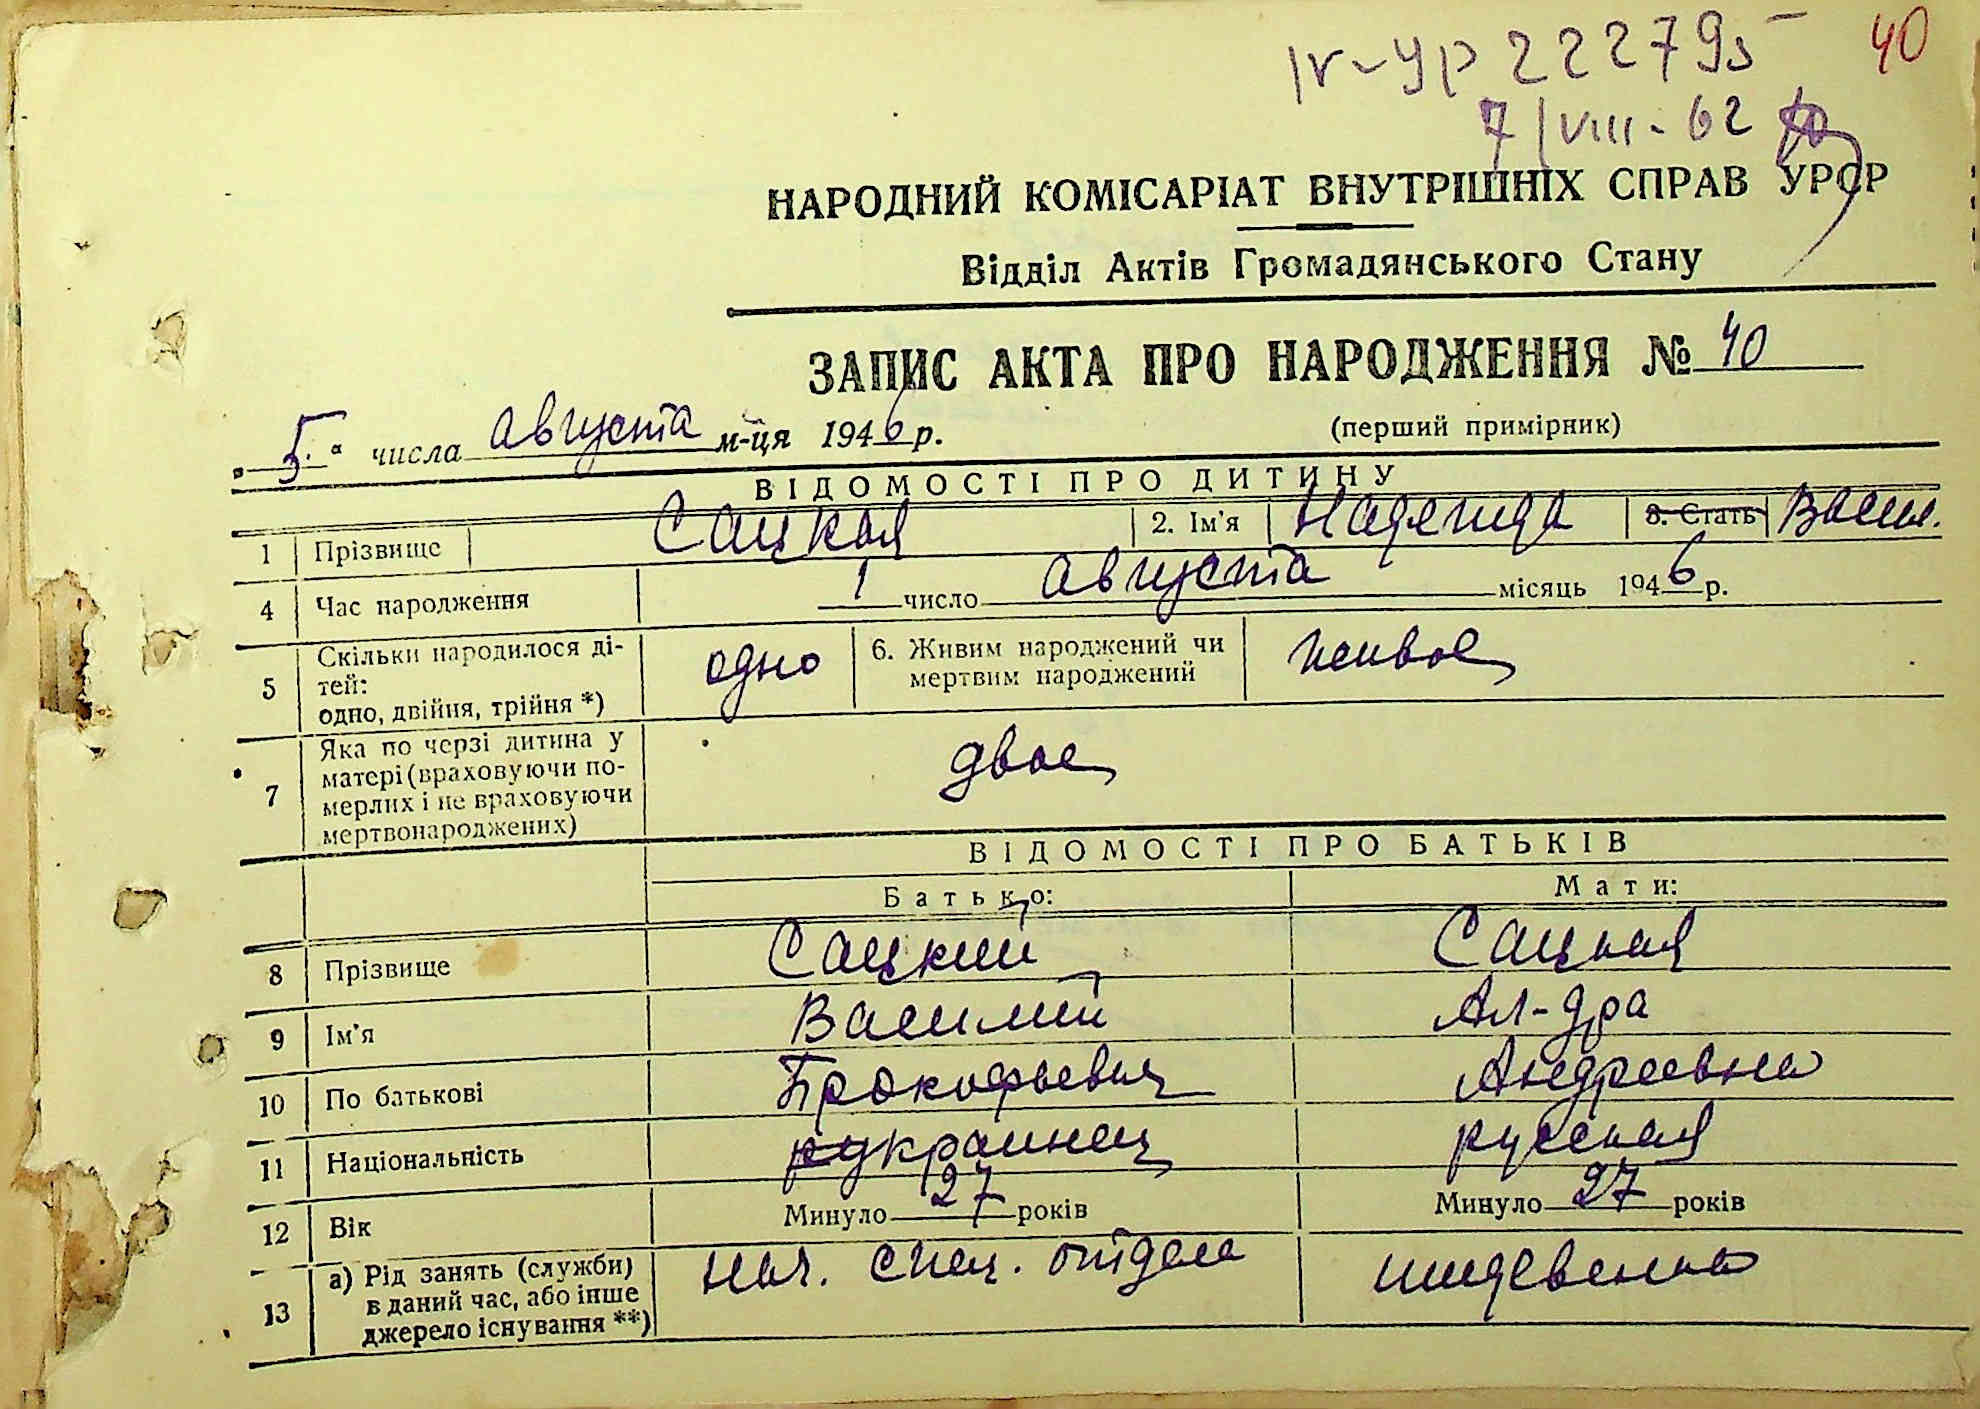 IV-УР 222795 40
7/VIII-62
НАРОДНИЙ КОМІСАРІАТ ВНУТРІШНІХ СПРАВ УРСР
Відділ Актів Громадянського Стану
ЗАПИС АКТА ПРО НАРОДЖЕННЯ № 40
(перший примірник)
„5." числа августа м-ця 1946 р.
ВІДОМОСТІ ПРО ДИТИНУ
1 Прізвище Сацкая 2. Ім'я Надежда 3. Стать Васил.
4 Час народження 1 число августа місяць 1946 р.
5 Скільки народилося ді-
тей:
одно, двійня, трійня *) одно 6. Живим народжений чи
мертвим народжений живое
7 Яка по черзі дитина у
матері (враховуючи по-
мерлих і не враховуючи
мертвонароджених) двое
ВІДОМОСТІ ПРО БАТЬКІВ
Батько: Мати:
8 Прізвище Сацкий Сацкая
9 Ім'я Василий Ал-дра
10 По батькові Прокофьевич Андреевна
11 Національність украинец русская
12 Вік Минуло 27 років Минуло 27 років
13 а) Рід занять (служби)
в даний час, або інше
джерело існування **) нач. спец. отдела иждевенка